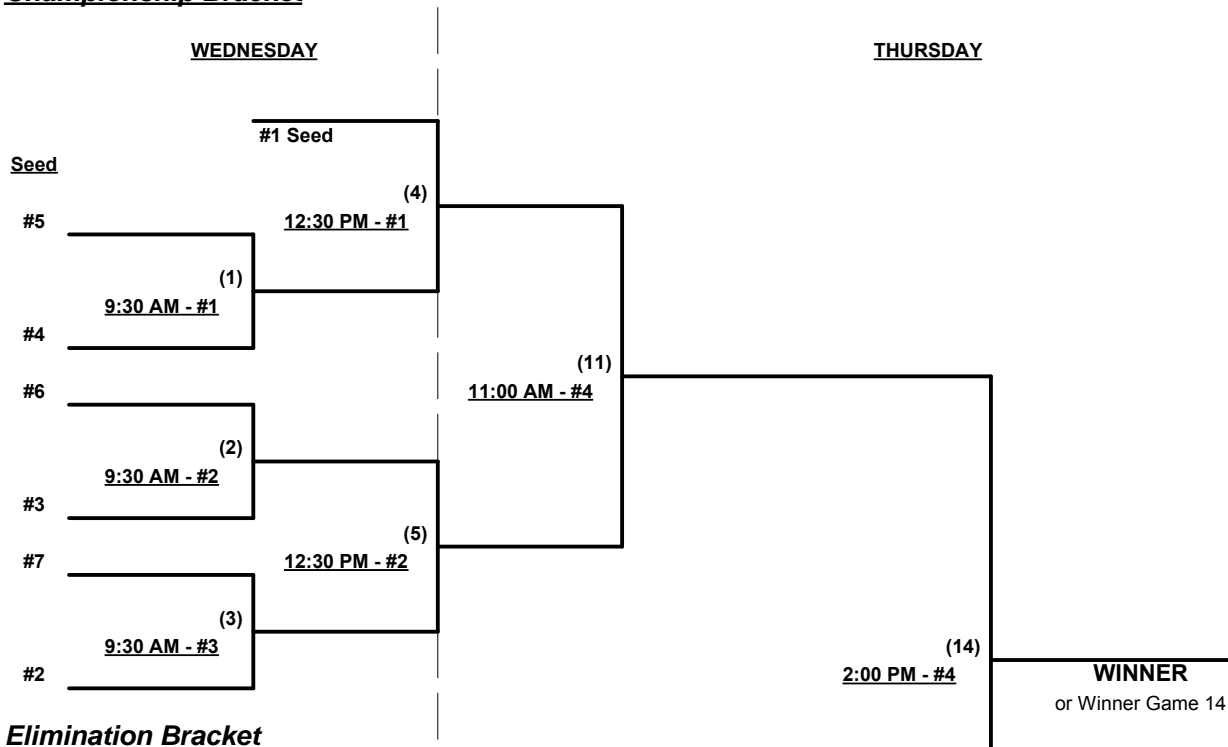 Championship Bracket
WEDNESDAY
THURSDAY
#1 Seed
Seed
(4)
#5
12:30 PM - #1
(1)
9:30 AM - #1
#4
(11)
#6
11:00 AM - #4
(2)
9:30 AM - #2
#3
(5)
#7
12:30 PM - #2
(3)
9:30 AM - #3
(14)
#2
2:00 PM - #4
WINNER
or Winner Game 14
Elimination Bracket